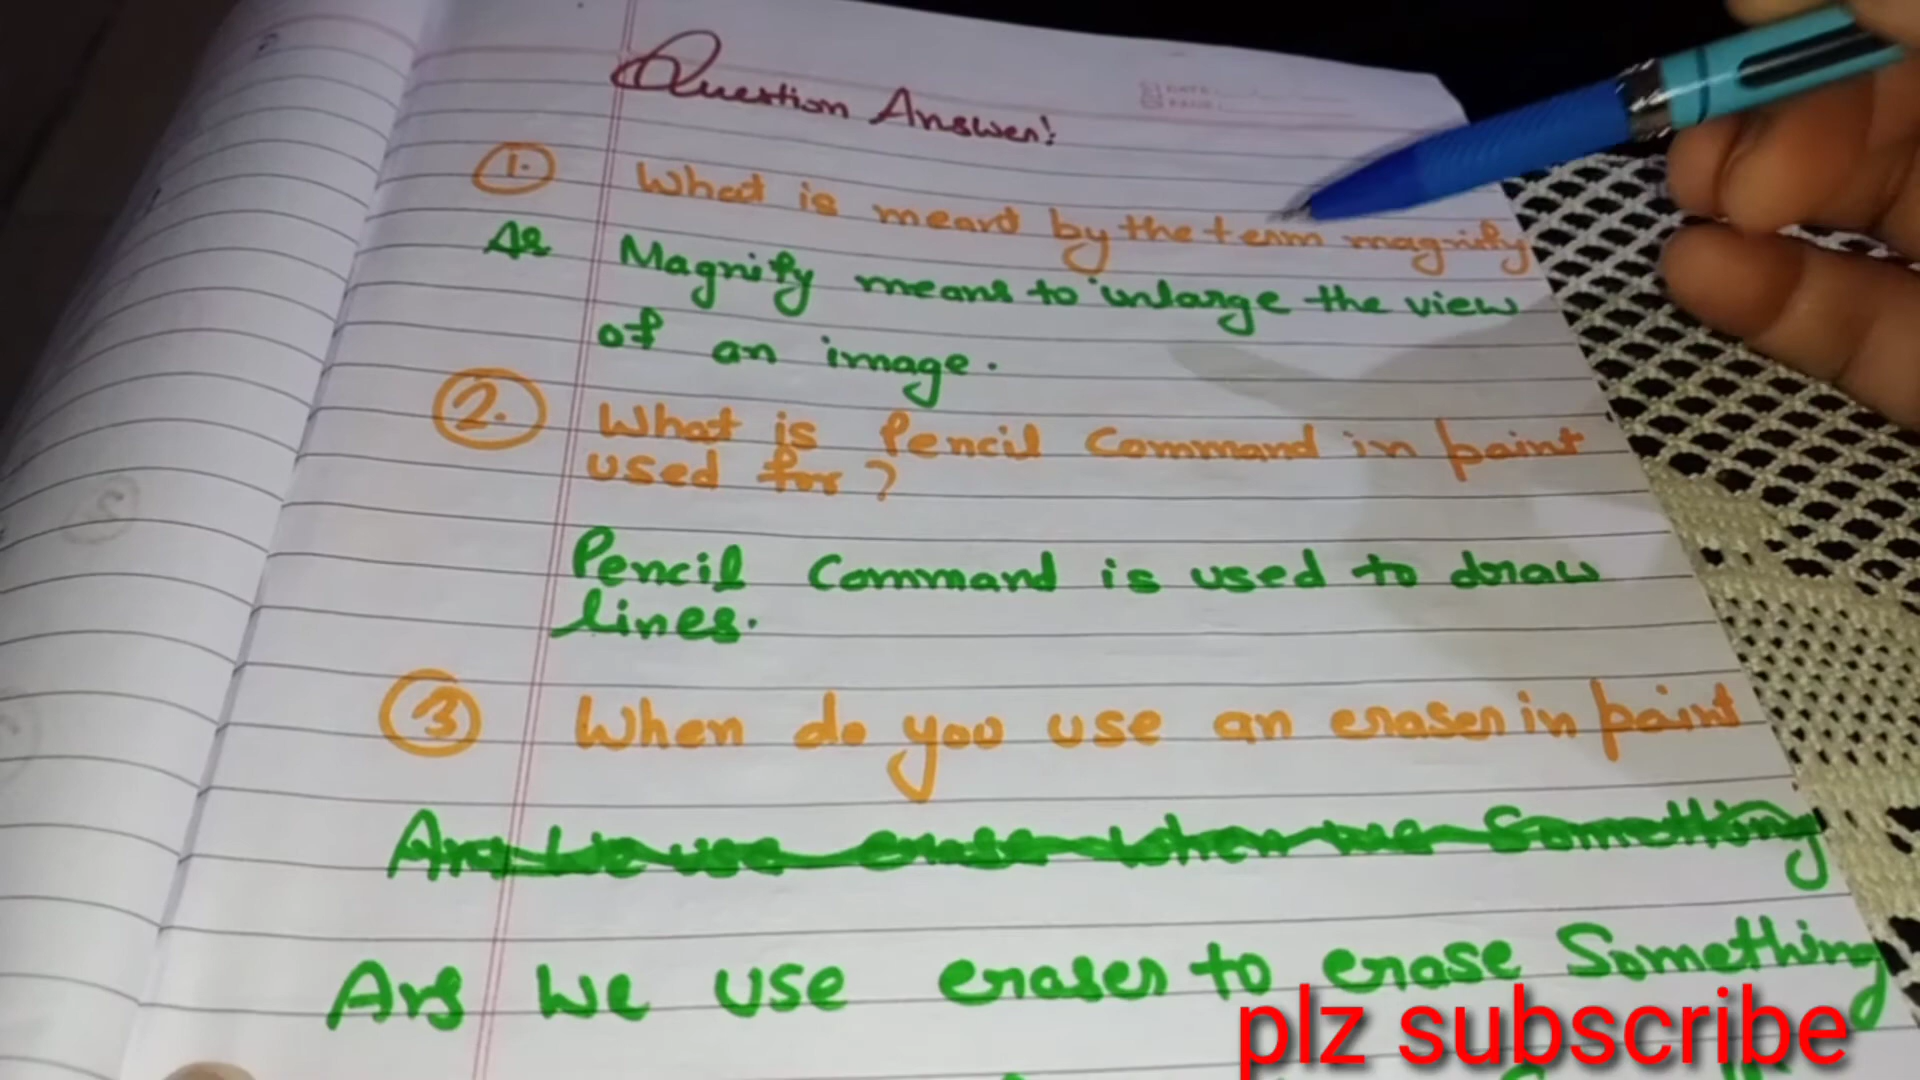 Question Answer:
1. What is meant by the term magnify
As Magnify means to inlarge the view
of an image.
2. What is Pencil Command in paint
used for?
Pencil Command is used to draw
lines.
3 When do you use an eraser in paint
Ans We use eraser to erase Something
plz subscribe